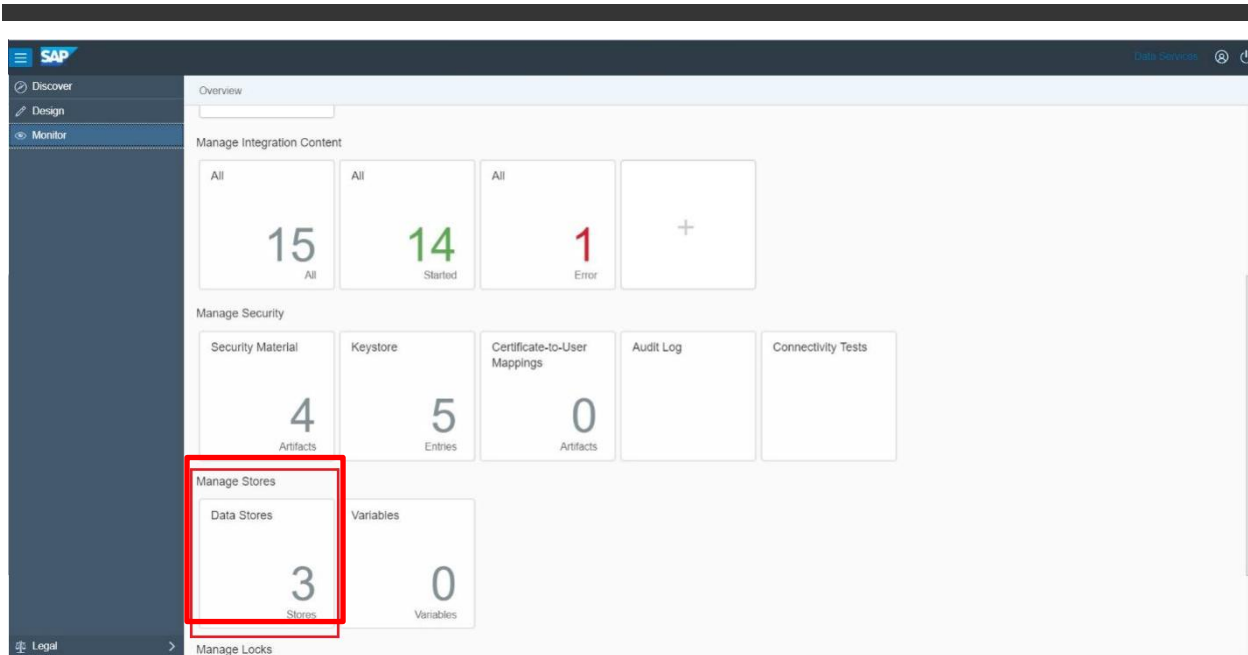 SAP
Data Services
Discover
Design
Monitor
Legal
Overview
Manage Integration Content
All
15
All
All
14
Started
All
1
Error
+
Manage Security
Security Material
4
Artifacts
Keystore
5
Entries
Certificate-to-User
Mappings
0
Artifacts
Audit Log
Connectivity Tests
Manage Stores
Data Stores
3
Stores
Variables
0
Variables
Manage Locks